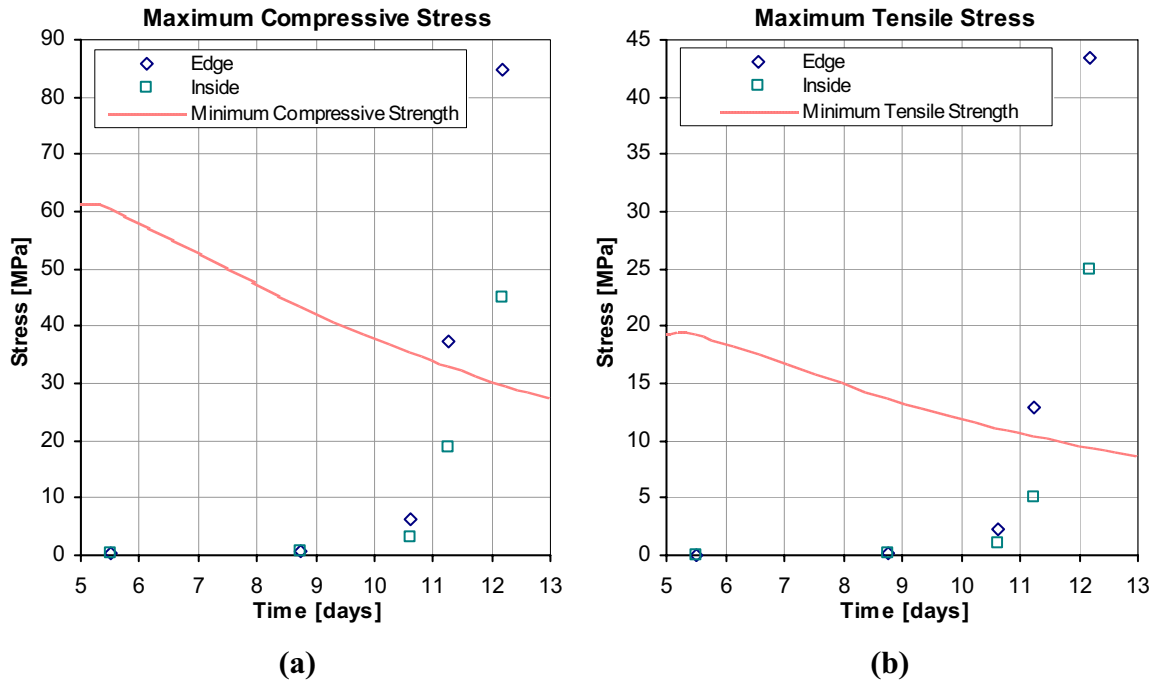 Maximum Compressive Stress
90
80
70
60
50
40
30
20
10
0
Stress [MPa]
Edge
Inside
Minimum Compressive Strength
5 6 7 8 9 10 11 12 13
Time [days]
(a)
Maximum Tensile Stress
45
40
35
30
25
20
15
10
5
0
Stress [MPa]
Edge
Inside
Minimum Tensile Strength
5 6 7 8 9 10 11 12 13
Time [days]
(b)